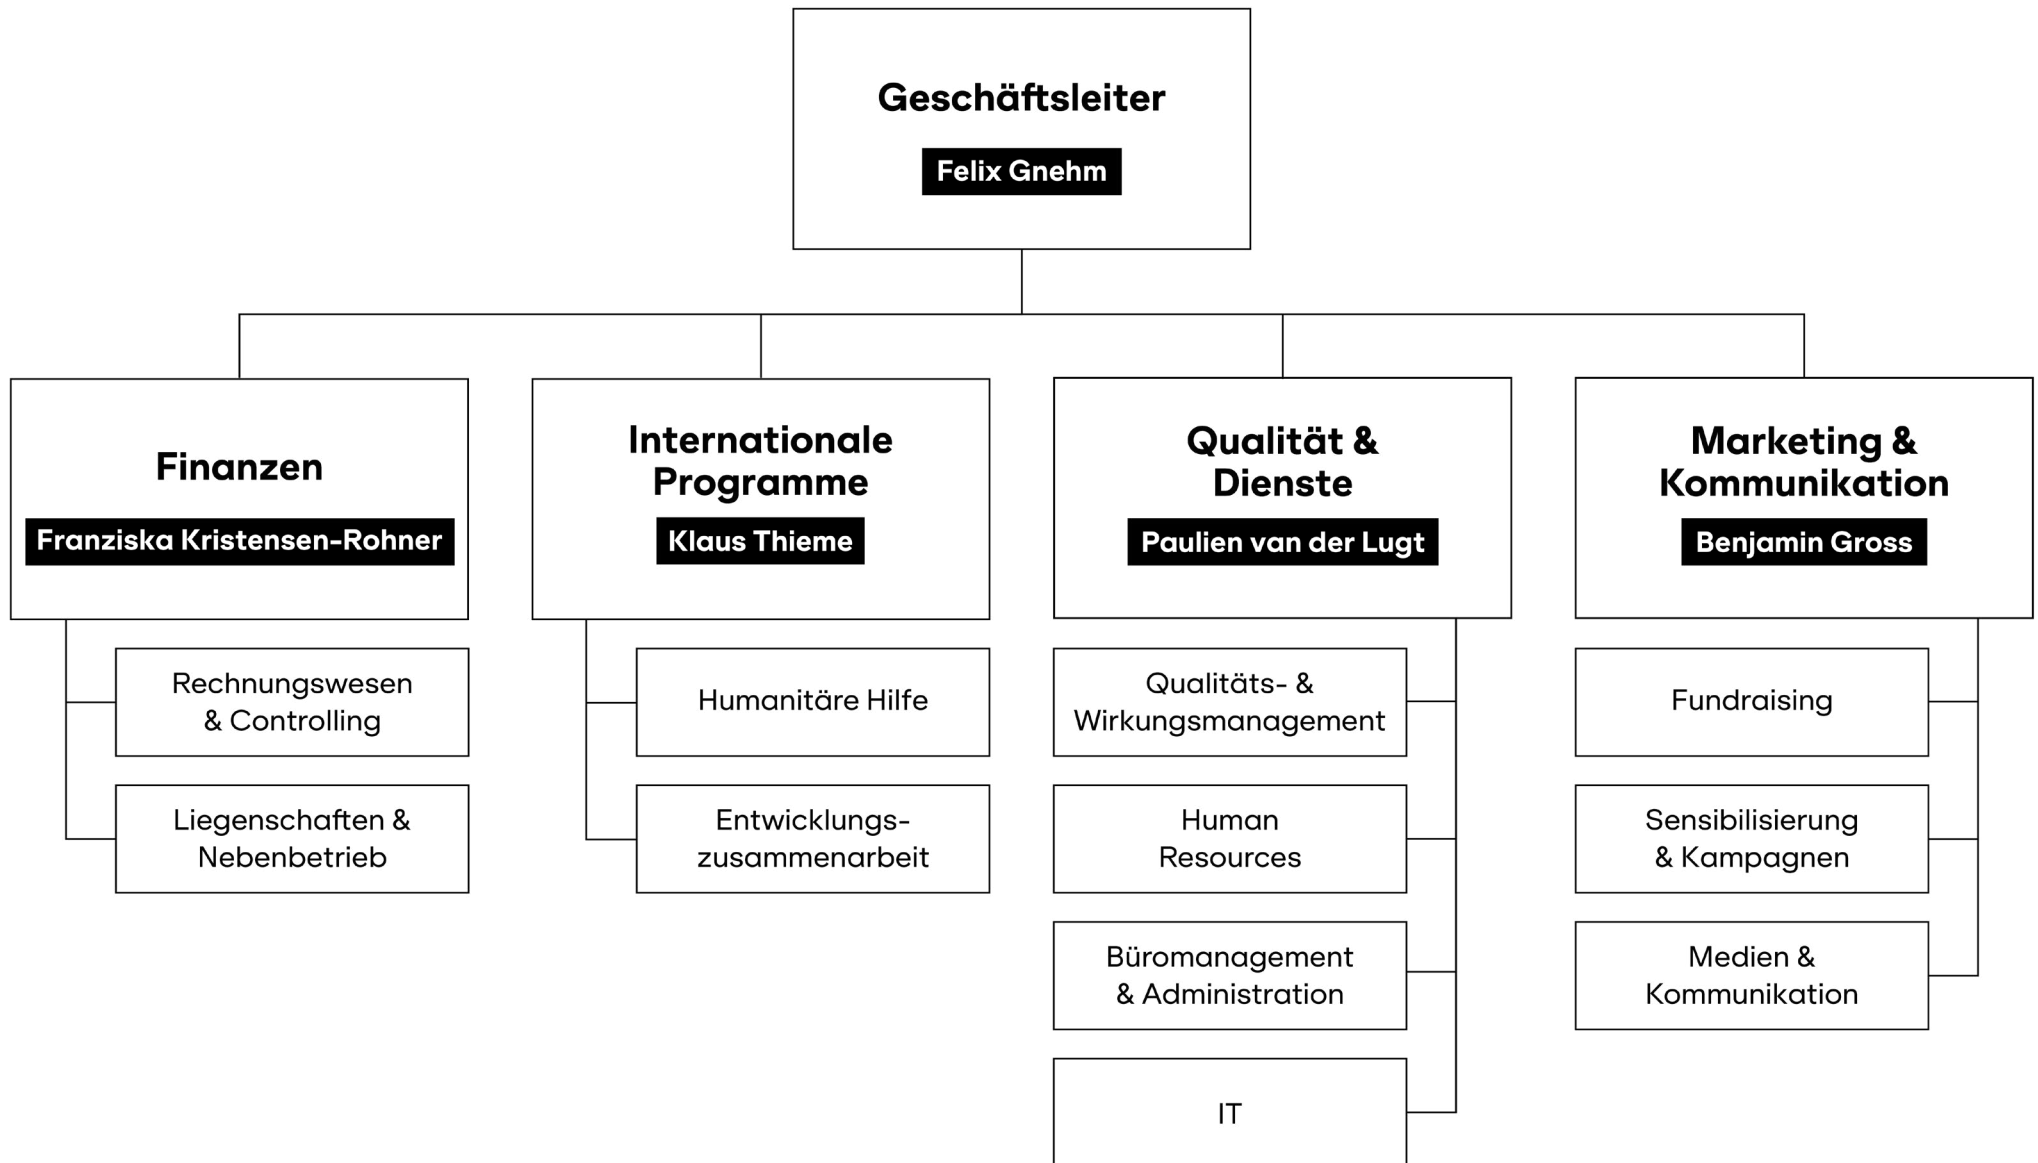 Geschäftsleiter
Felix Gnehm
Finanzen
Franziska Kristensen-Rohner
Rechnungswesen
& Controlling
Liegenschaften &
Nebenbetrieb
Internationale
Programme
Klaus Thieme
Humanitäre Hilfe
Entwicklungs-
zusammenarbeit
Qualität &
Dienste
Paulien van der Lugt
Qualitäts- &
Wirkungsmanagement
Human
Resources
Büromanagement
& Administration
IT
Marketing &
Kommunikation
Benjamin Gross
Fundraising
Sensibilisierung
& Kampagnen
Medien &
Kommunikation